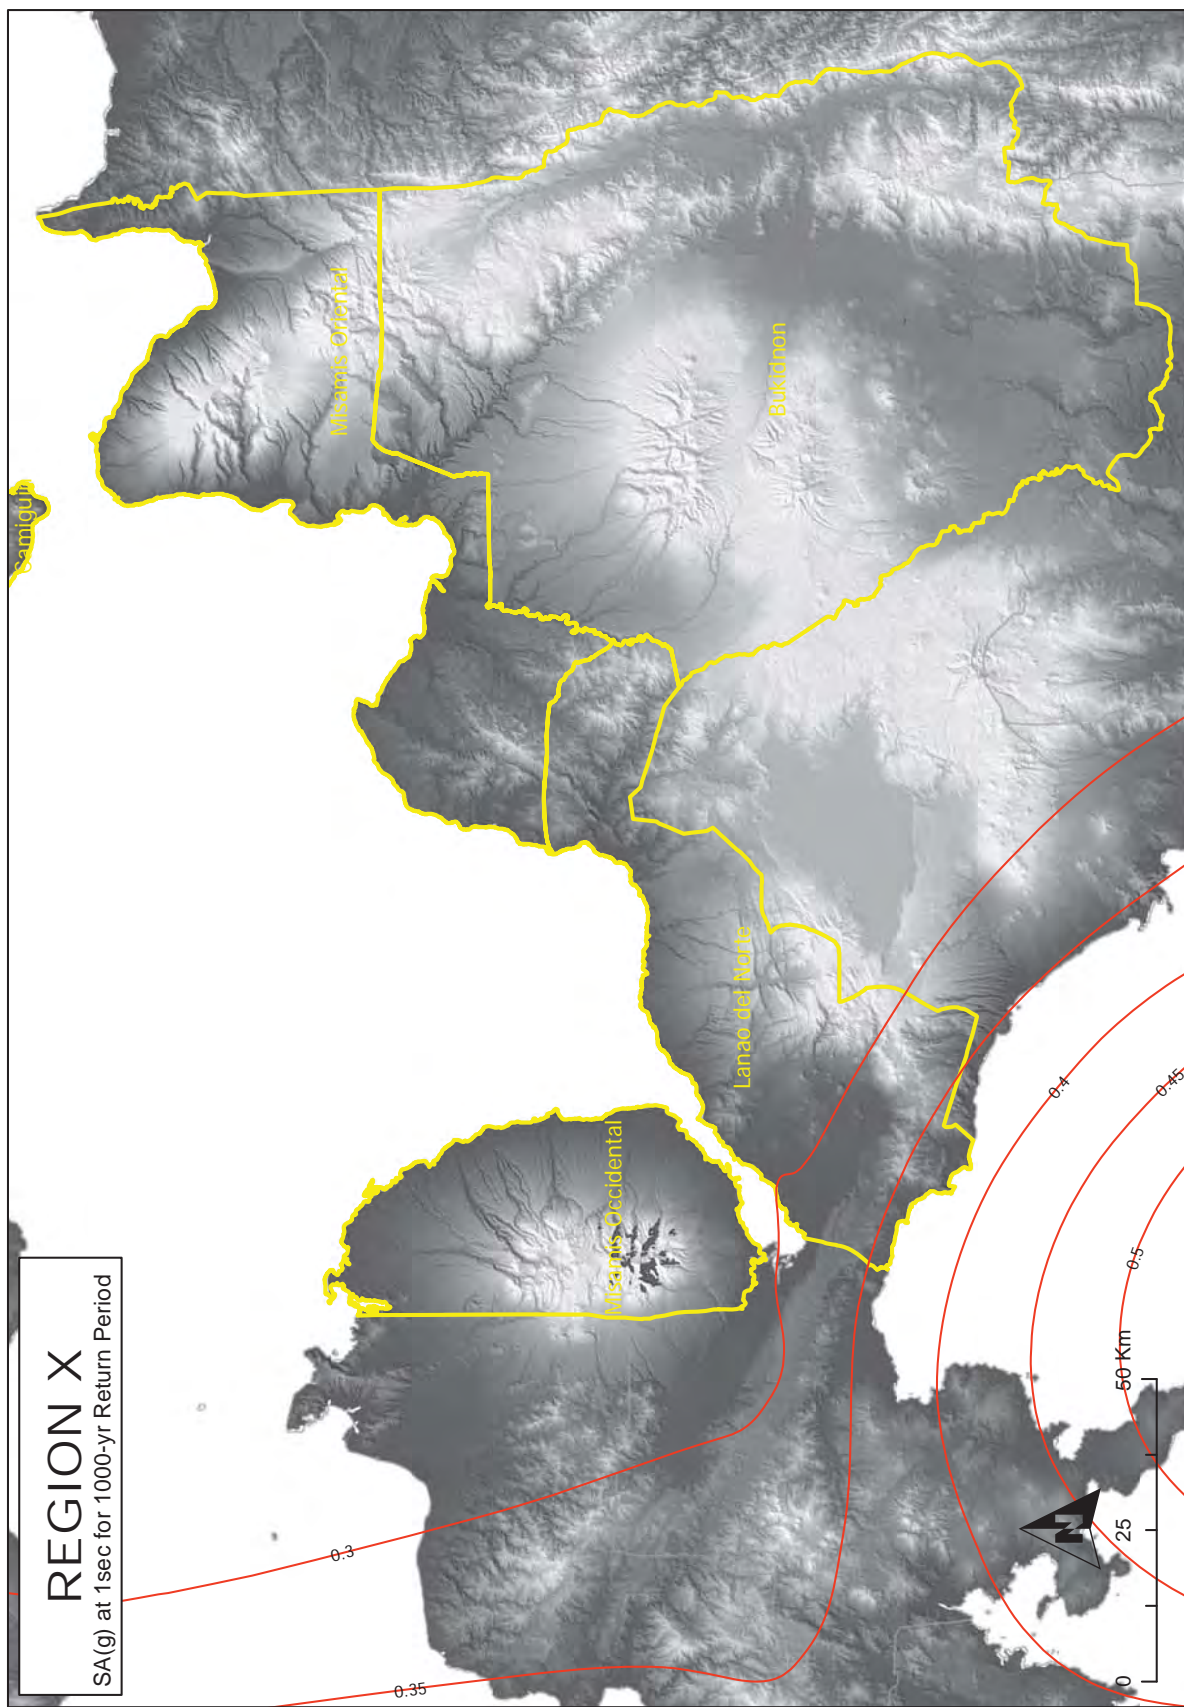 REGION X
SA(g) at 1sec for 1000-yr Return Period
Camiguin
Misamis Oriental
Bukidnon
Misamis Occidental
Lanao del Norte
0.3
0.35
0.4
0.45
0.5
N
0 25 50 Km